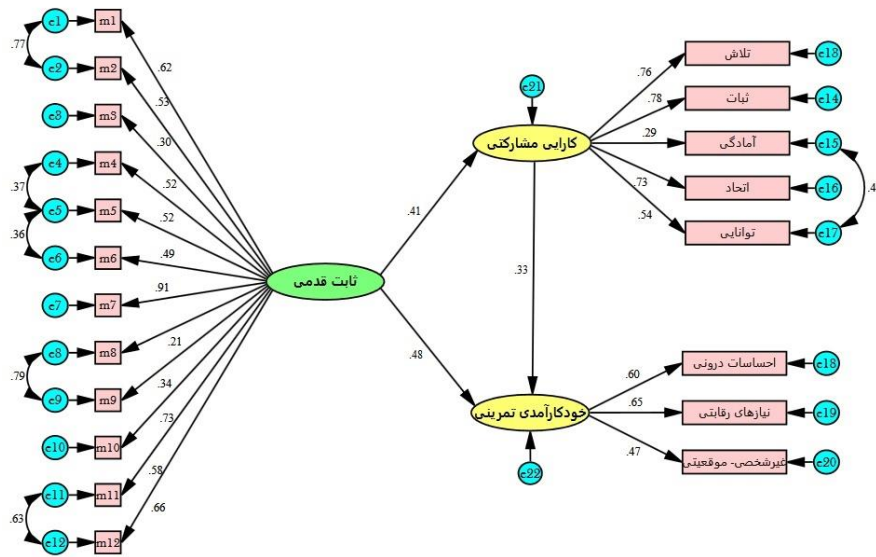 e1
m1
.77
e2
m2
e3
m3
e4
m4
.37
e5
m5
.36
e6
m6
e7
m7
e8
m8
.79
e9
m9
e10
m10
e11
m11
.63
e12
m12
.62
.53
.30
.52
.52
.49
.91
.21
.34
.73
.58
.66
ثابت قدمی
.41
.48
e21
کارایی مشارکتی
.33
خودکارآمدی تمرینی
e22
.76
.78
.29
.73
.54
تلاش
e13
ثبات
e14
آمادگی
e15
اتحاد
e16
توانایی
e17
.4
.60
.65
.47
احساسات درونی
e18
نیازهای رقابتی
e19
غیرشخصی- موقعیتی
e20